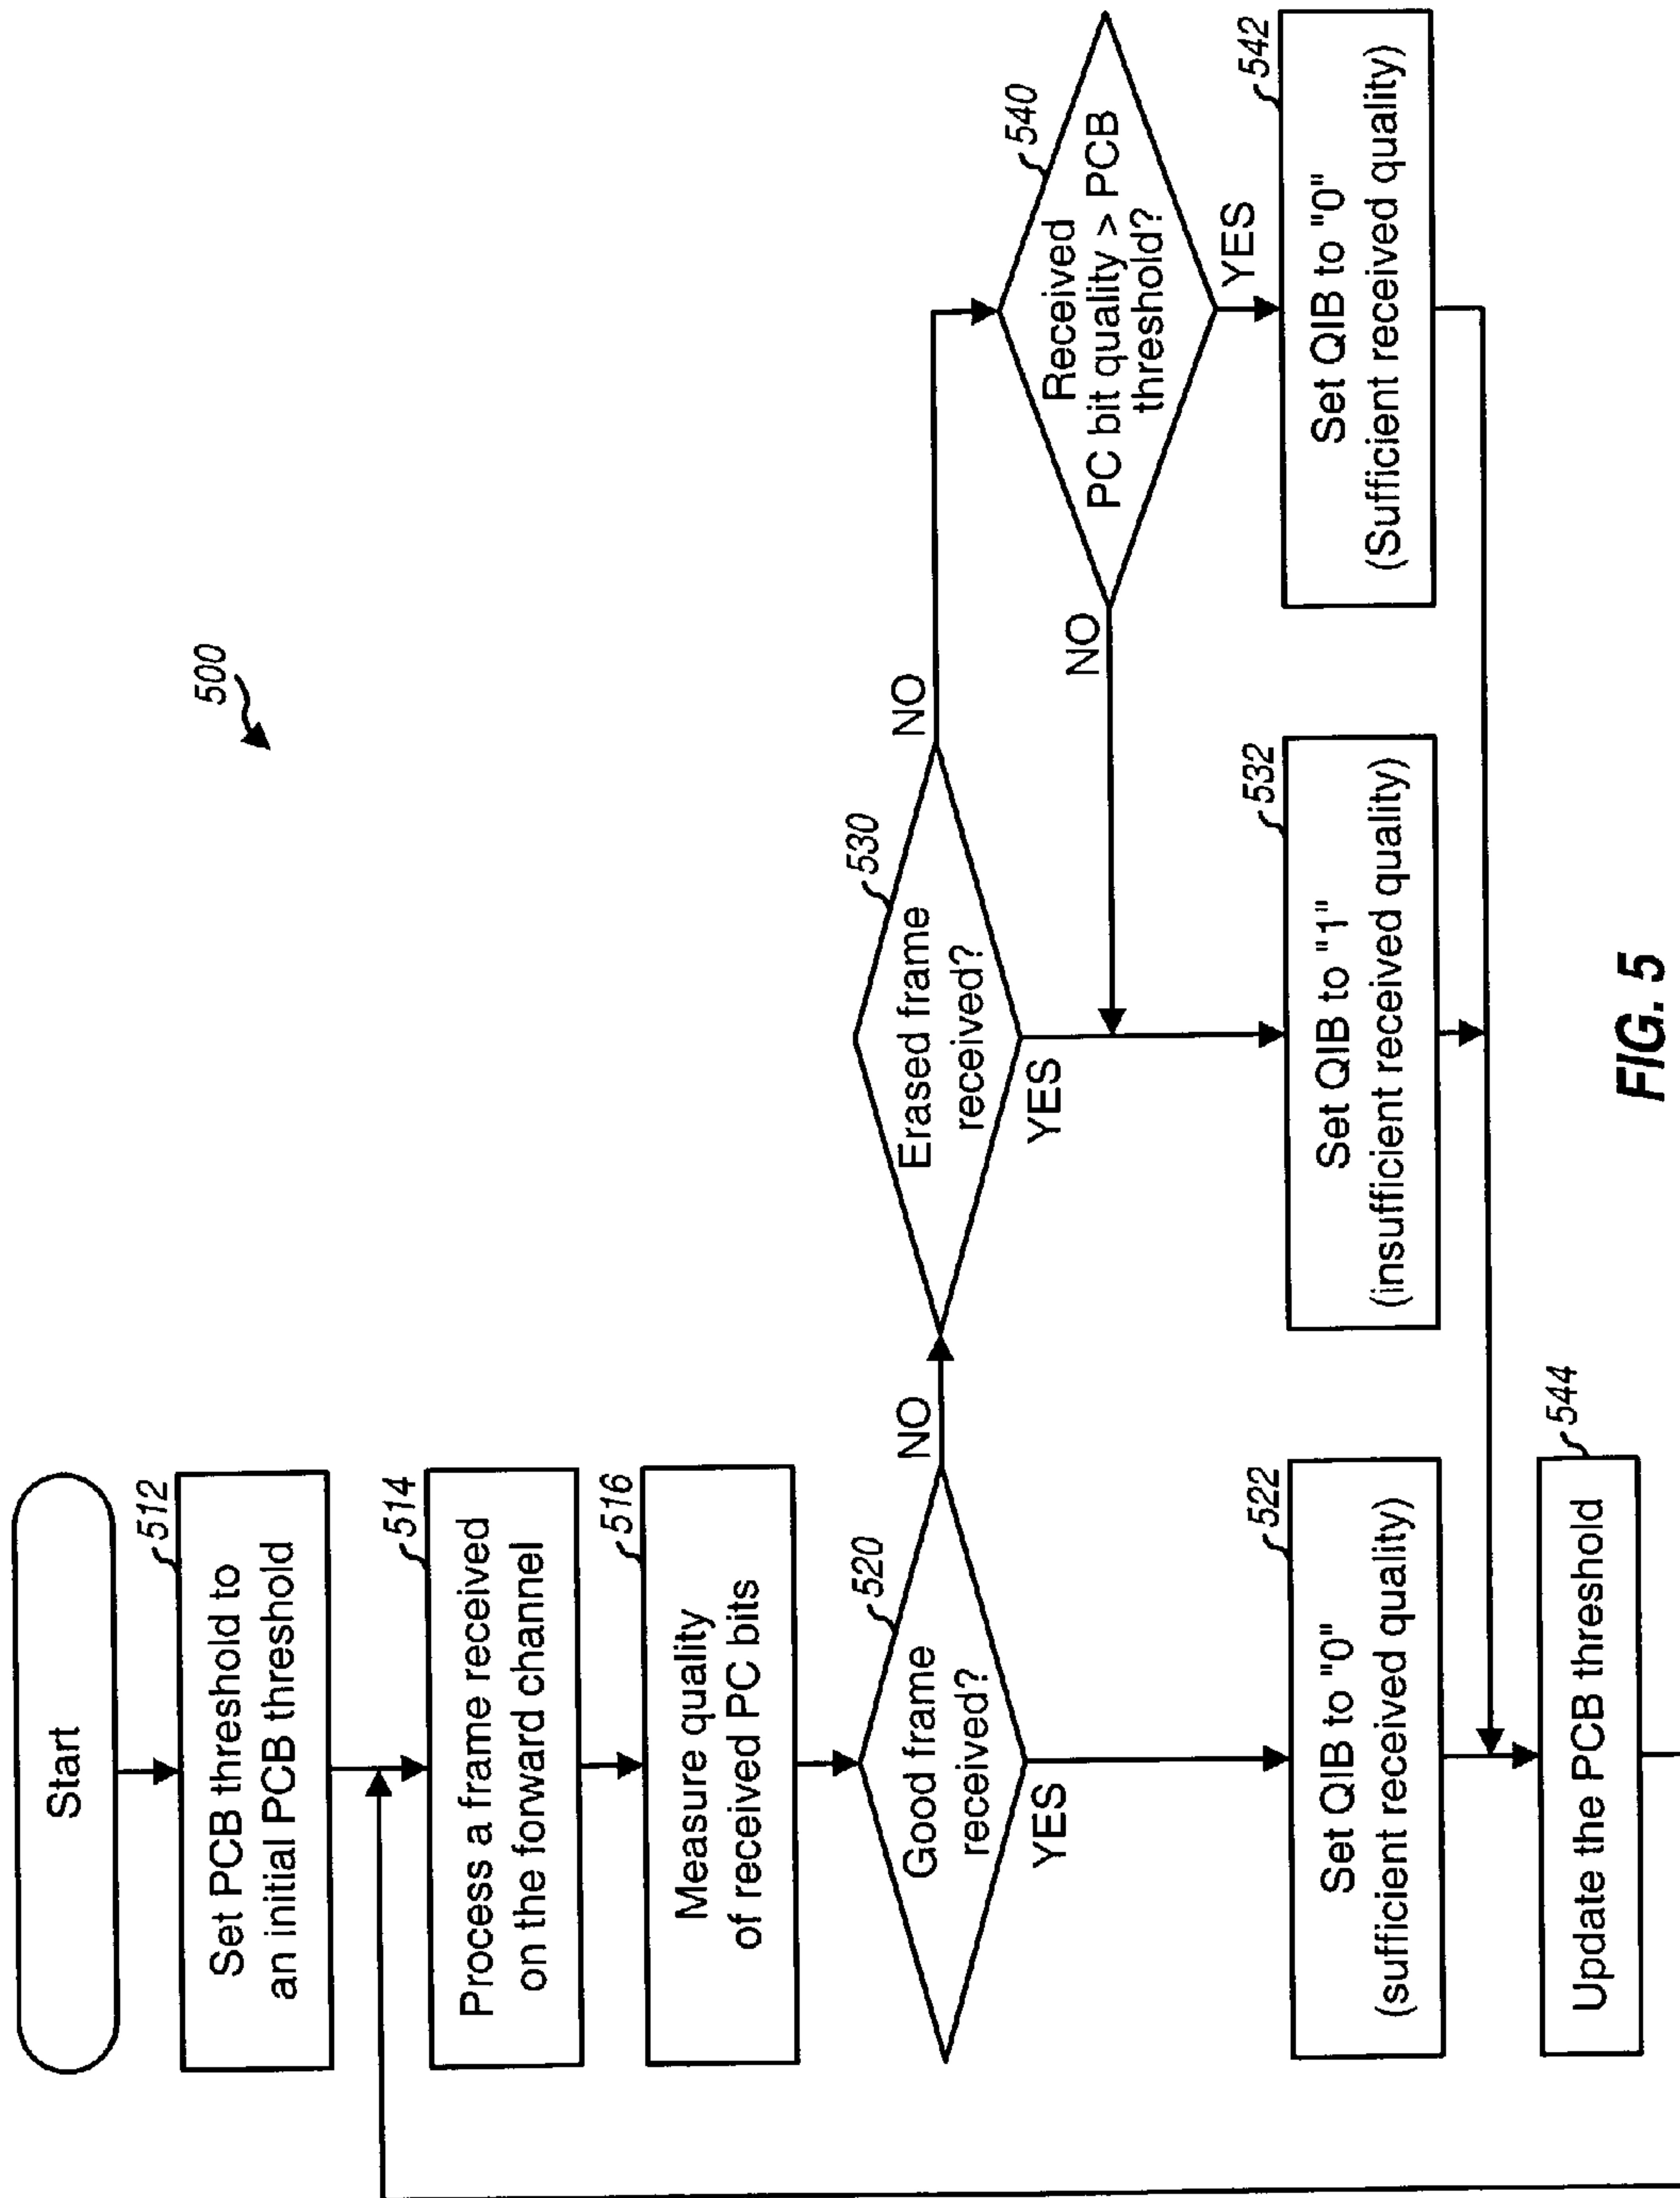 500
Start
512
Set PCB threshold to
an initial PCB threshold
514
Process a frame received
on the forward channel
516
Measure quality
of received PC bits
520
Good frame
received?
NO
YES
530
Erased frame
received?
NO
YES
540
Received
PC bit quality > PCB
threshold?
NO
YES
522
Set QIB to "0"
(sufficient received quality)
532
Set QIB to "1"
(insufficient received quality)
542
Set QIB to "0"
(Sufficient received quality)
544
Update the PCB threshold
FIG. 5